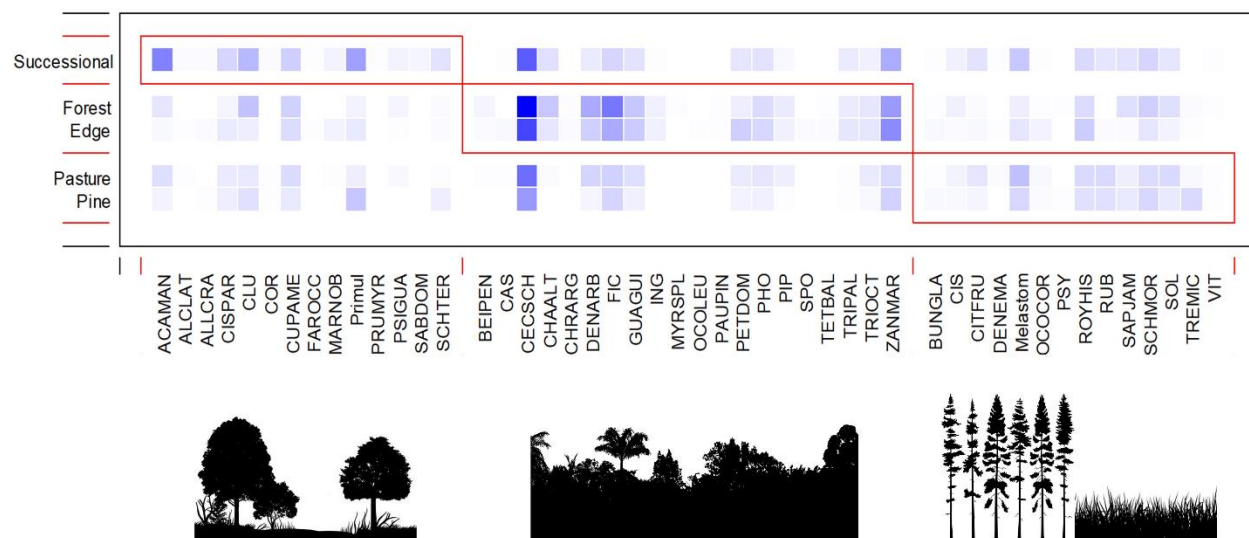 Successional
Forest
Edge
Pasture
Pine
ACAMAN
ALCLAT
ALLCRA
CISPAR
CLU
COR
CUPAME
FAROCC
MARNOB
Primul
PRUMYR
PSIGUA
SABDOM
SCHTER
BEIPEN
CAS
CECSCH
CHAALT
CHRARG
DENARB
FIC
GUAGUI
ING
MYRSPL
OCOLEU
PAUPIN
PETDOM
PHO
PIP
SPO
TETBAL
TRIPAL
TRIOCT
ZANMAR
BUNGLA
CIS
CITFRU
DENEMA
Melastom
OCOCOR
PSY
ROYHIS
RUB
SAPJAM
SCHMOR
SOL
TREMIC
VIT